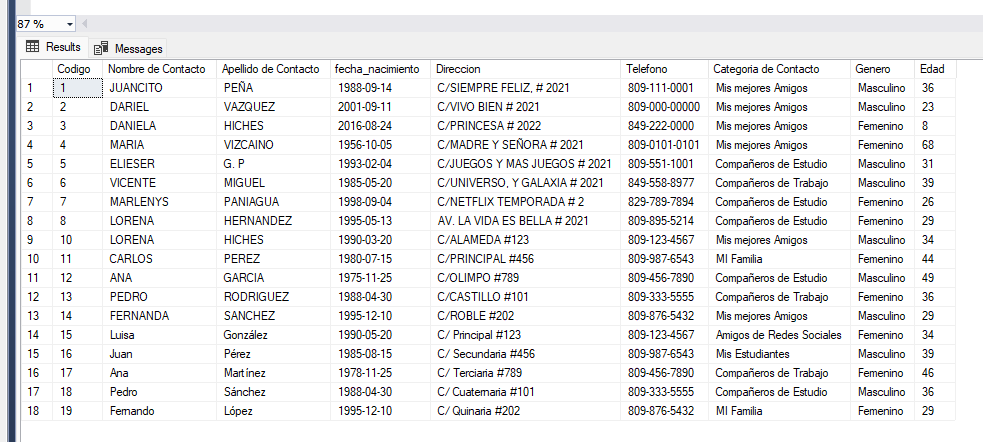 87 %
Results Messages
Codigo Nombre de Contacto Apellido de Contacto fecha_nacimiento Direccion Telefono Categoria de Contacto Genero Edad
1 1 JUANCITO PEÑA 1988-09-14 C/SIEMPRE FELIZ, # 2021 809-111-0001 Mis mejores Amigos Masculino 36
2 2 DARIEL VAZQUEZ 2001-09-11 C/VIVO BIEN # 2021 809-000-00000 Mis mejores Amigos Masculino 23
3 3 DANIELA HICHES 2016-08-24 C/PRINCESA # 2022 849-222-0000 Mis mejores Amigos Femenino 8
4 4 MARIA VIZCAINO 1956-10-05 C/MADRE Y SEÑORA # 2021 809-0101-0101 Mis mejores Amigos Femenino 68
5 5 ELIESER G. P 1993-02-04 C/JUEGOS Y MAS JUEGOS # 2021 809-551-1001 Compañeros de Estudio Masculino 31
6 6 VICENTE MIGUEL 1985-05-20 C/UNIVERSO, Y GALAXIA # 2021 849-558-8977 Compañeros de Trabajo Masculino 39
7 7 MARLENYS PANIAGUA 1998-09-04 C/NETFLIX TEMPORADA # 2 829-789-7894 Compañeros de Estudio Femenino 26
8 8 LORENA HERNANDEZ 1995-05-13 AV. LA VIDA ES BELLA # 2021 809-895-5214 Compañeros de Estudio Femenino 29
9 10 LORENA HICHES 1990-03-20 C/ALAMEDA #123 809-123-4567 Mis mejores Amigos Masculino 34
10 11 CARLOS PEREZ 1980-07-15 C/PRINCIPAL #456 809-987-6543 MI Familia Femenino 44
11 12 ANA GARCIA 1975-11-25 C/OLIMPO #789 809-456-7890 Compañeros de Estudio Masculino 49
12 13 PEDRO RODRIGUEZ 1988-04-30 C/CASTILLO #101 809-333-5555 Compañeros de Trabajo Femenino 36
13 14 FERNANDA SANCHEZ 1995-12-10 C/ROBLE #202 809-876-5432 Mis mejores Amigos Masculino 29
14 15 Luisa González 1990-05-20 C/ Principal #123 809-123-4567 Amigos de Redes Sociales Femenino 34
15 16 Juan Pérez 1985-08-15 C/ Secundaria #456 809-987-6543 Mis Estudiantes Masculino 39
16 17 Ana Martínez 1978-11-25 C/ Terciaria #789 809-456-7890 Compañeros de Trabajo Femenino 46
17 18 Pedro Sánchez 1988-04-30 C/ Cuaternaria #101 809-333-5555 Compañeros de Estudio Masculino 36
18 19 Fernando López 1995-12-10 C/ Quinaria #202 809-876-5432 MI Familia Femenino 29